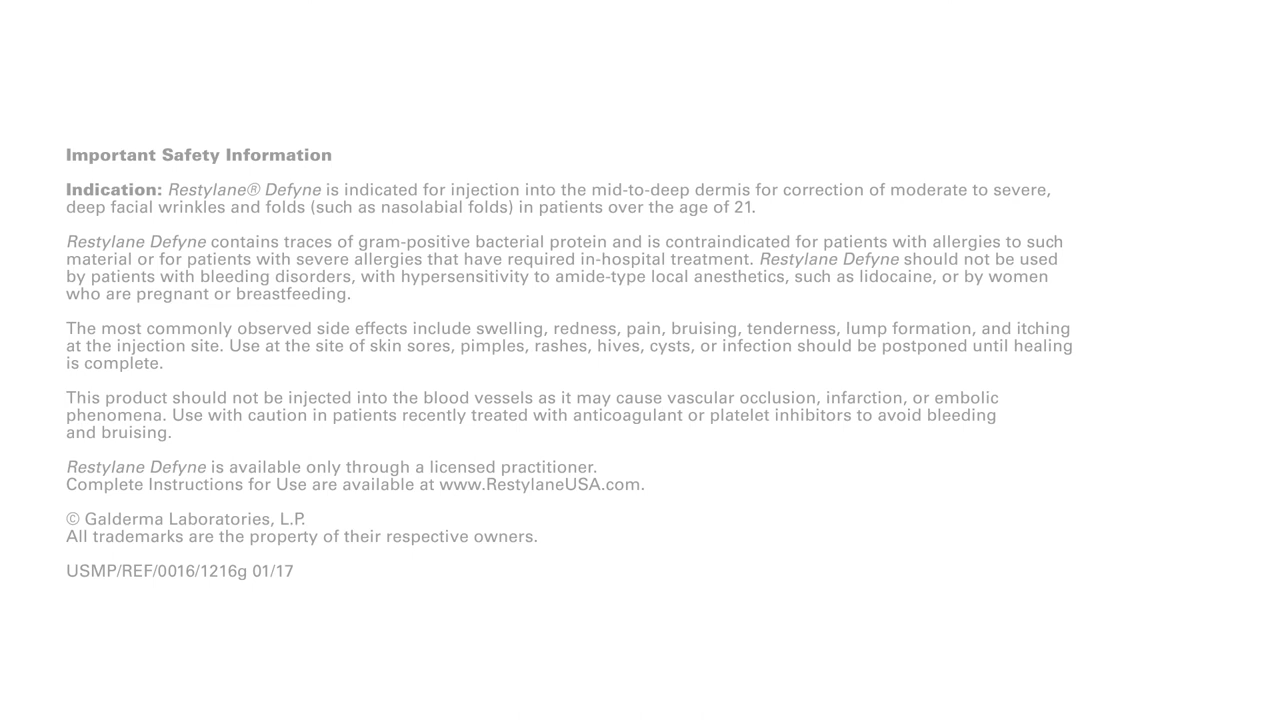 Important Safety Information
Indication: Restylane® Defyne is indicated for injection into the mid-to-deep dermis for correction of moderate to severe,
deep facial wrinkles and folds (such as nasolabial folds) in patients over the age of 21.
Restylane Defyne contains traces of gram-positive bacterial protein and is contraindicated for patients with allergies to such
material or for patients with severe allergies that have required in-hospital treatment. Restylane Defyne should not be used
by patients with bleeding disorders, with hypersensitivity to amide-type local anesthetics, such as lidocaine, or by women
who are pregnant or breastfeeding.
The most commonly observed side effects include swelling, redness, pain, bruising, tenderness, lump formation, and itching
at the injection site. Use at the site of skin sores, pimples, rashes, hives, cysts, or infection should be postponed until healing
is complete.
This product should not be injected into the blood vessels as it may cause vascular occlusion, infarction, or embolic
phenomena. Use with caution in patients recently treated with anticoagulant or platelet inhibitors to avoid bleeding
and bruising.
Restylane Defyne is available only through a licensed practitioner.
Complete Instructions for Use are available at www.RestylaneUSA.com.
© Galderma Laboratories, L.P.
All trademarks are the property of their respective owners.
USMP/REF/0016/1216g 01/17